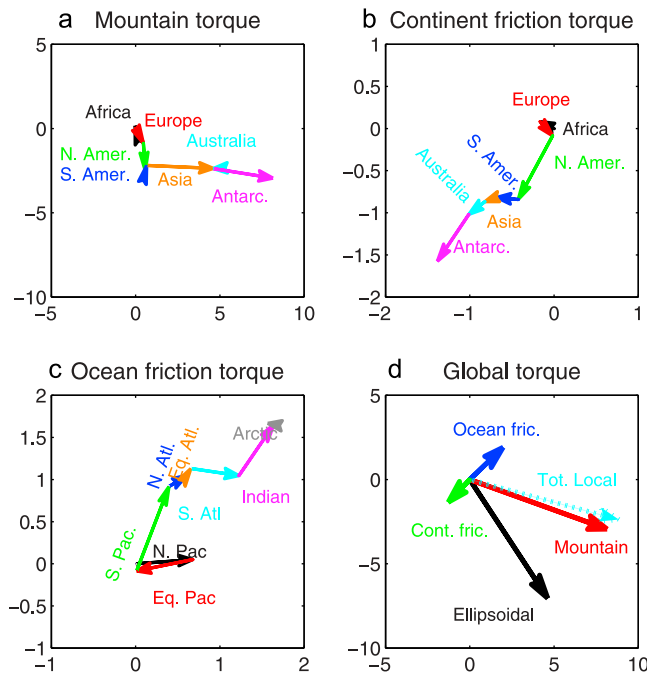 a Mountain torque
5
0
−5
−10
−10
−5
0
5
10
Africa
Europe
N. Amer.
Australia
S. Amer.
Asia
Antarc.
b Continent friction torque
1
0.5
0
−0.5
−1
−1.5
−2
−2
−1
0
1
Europe
Africa
S. Amer.
N. Amer.
Australia
Asia
Antarc.
c Ocean friction torque
2
1.5
1
0.5
0
−0.5
−1
−1
0
1
2
Arctic
N. Atl.
Eq. Atl.
Indian
S. Atl
S. Pac.
N. Pac
Eq. Pac
d Global torque
5
0
−5
−10
−5
0
5
10
Ocean fric.
Tot. Local
Cont. fric.
Mountain
Ellipsoidal